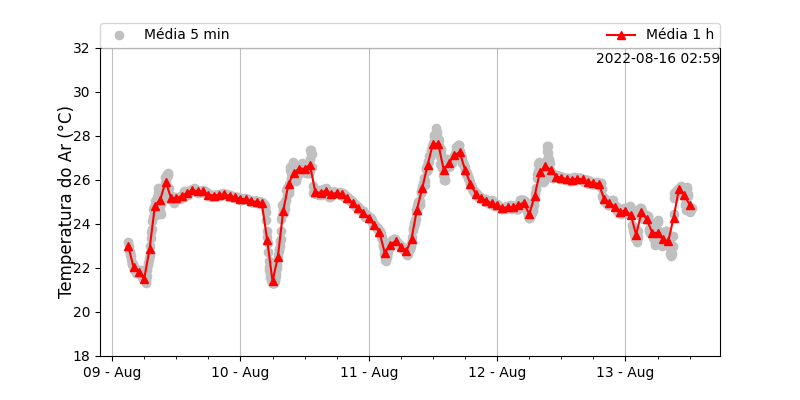 Média 5 min
Média 1 h
2022-08-16 02:59
Temperatura do Ar (°C)
32
30
28
26
24
22
20
18
09 - Aug
10 - Aug
11 - Aug
12 - Aug
13 - Aug